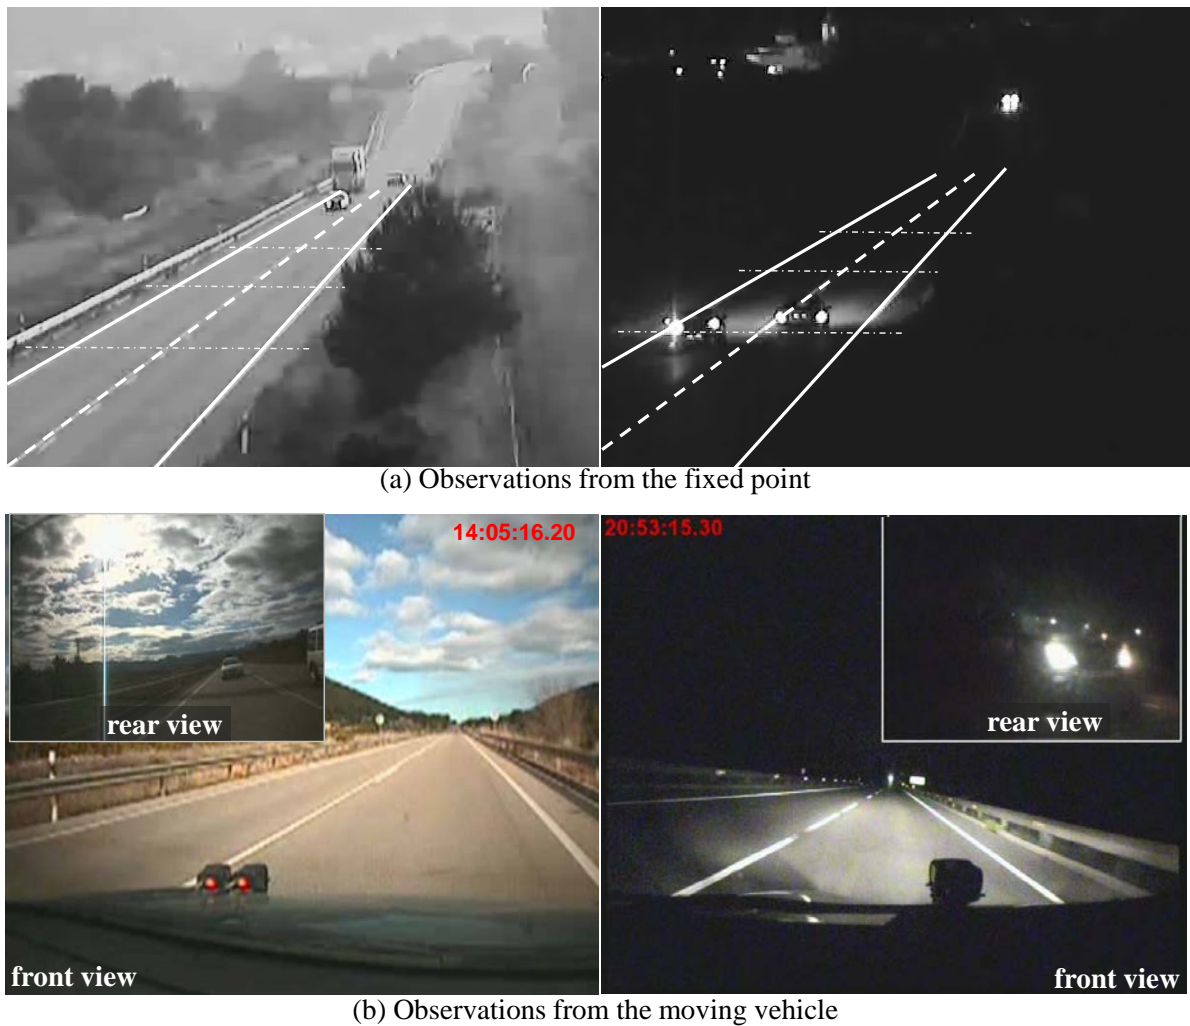 (a) Observations from the fixed point
14:05:16.20
20:53:15.30
rear view
rear view
front view
front view
(b) Observations from the moving vehicle